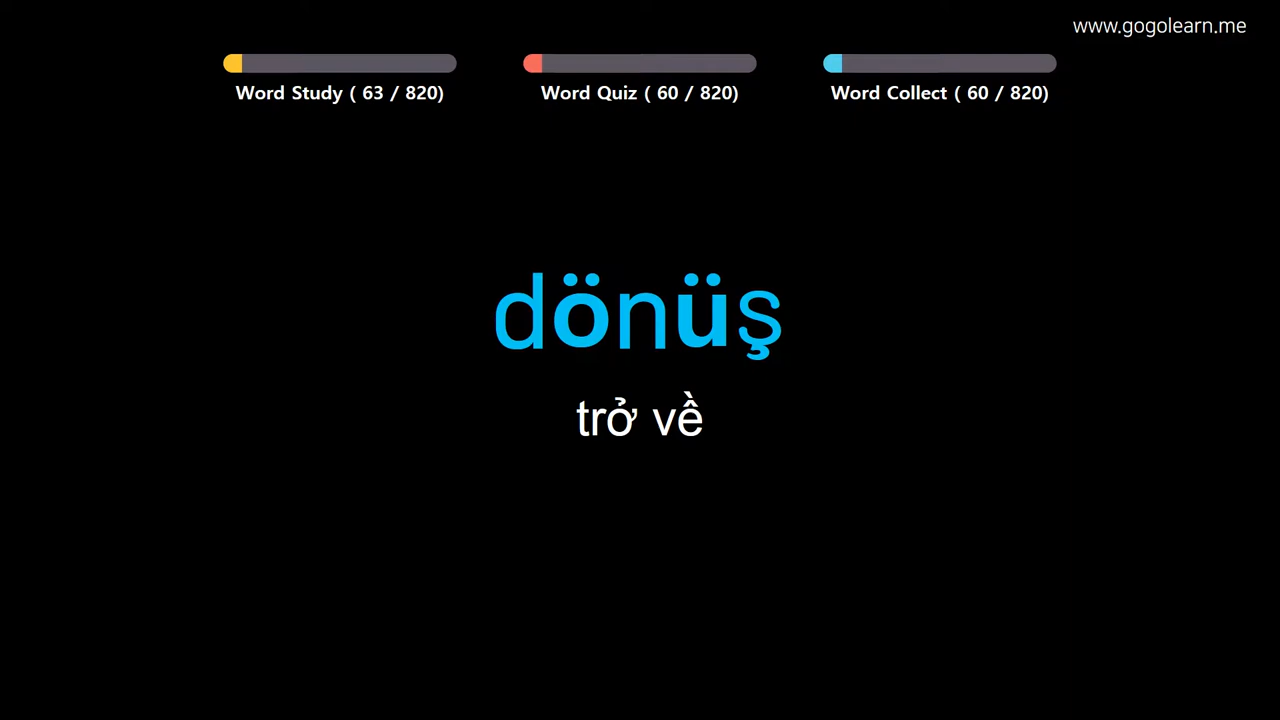 www.gogolearn.me
Word Study ( 63 / 820)
Word Quiz ( 60 / 820)
Word Collect ( 60 / 820)
dönüş
trở về